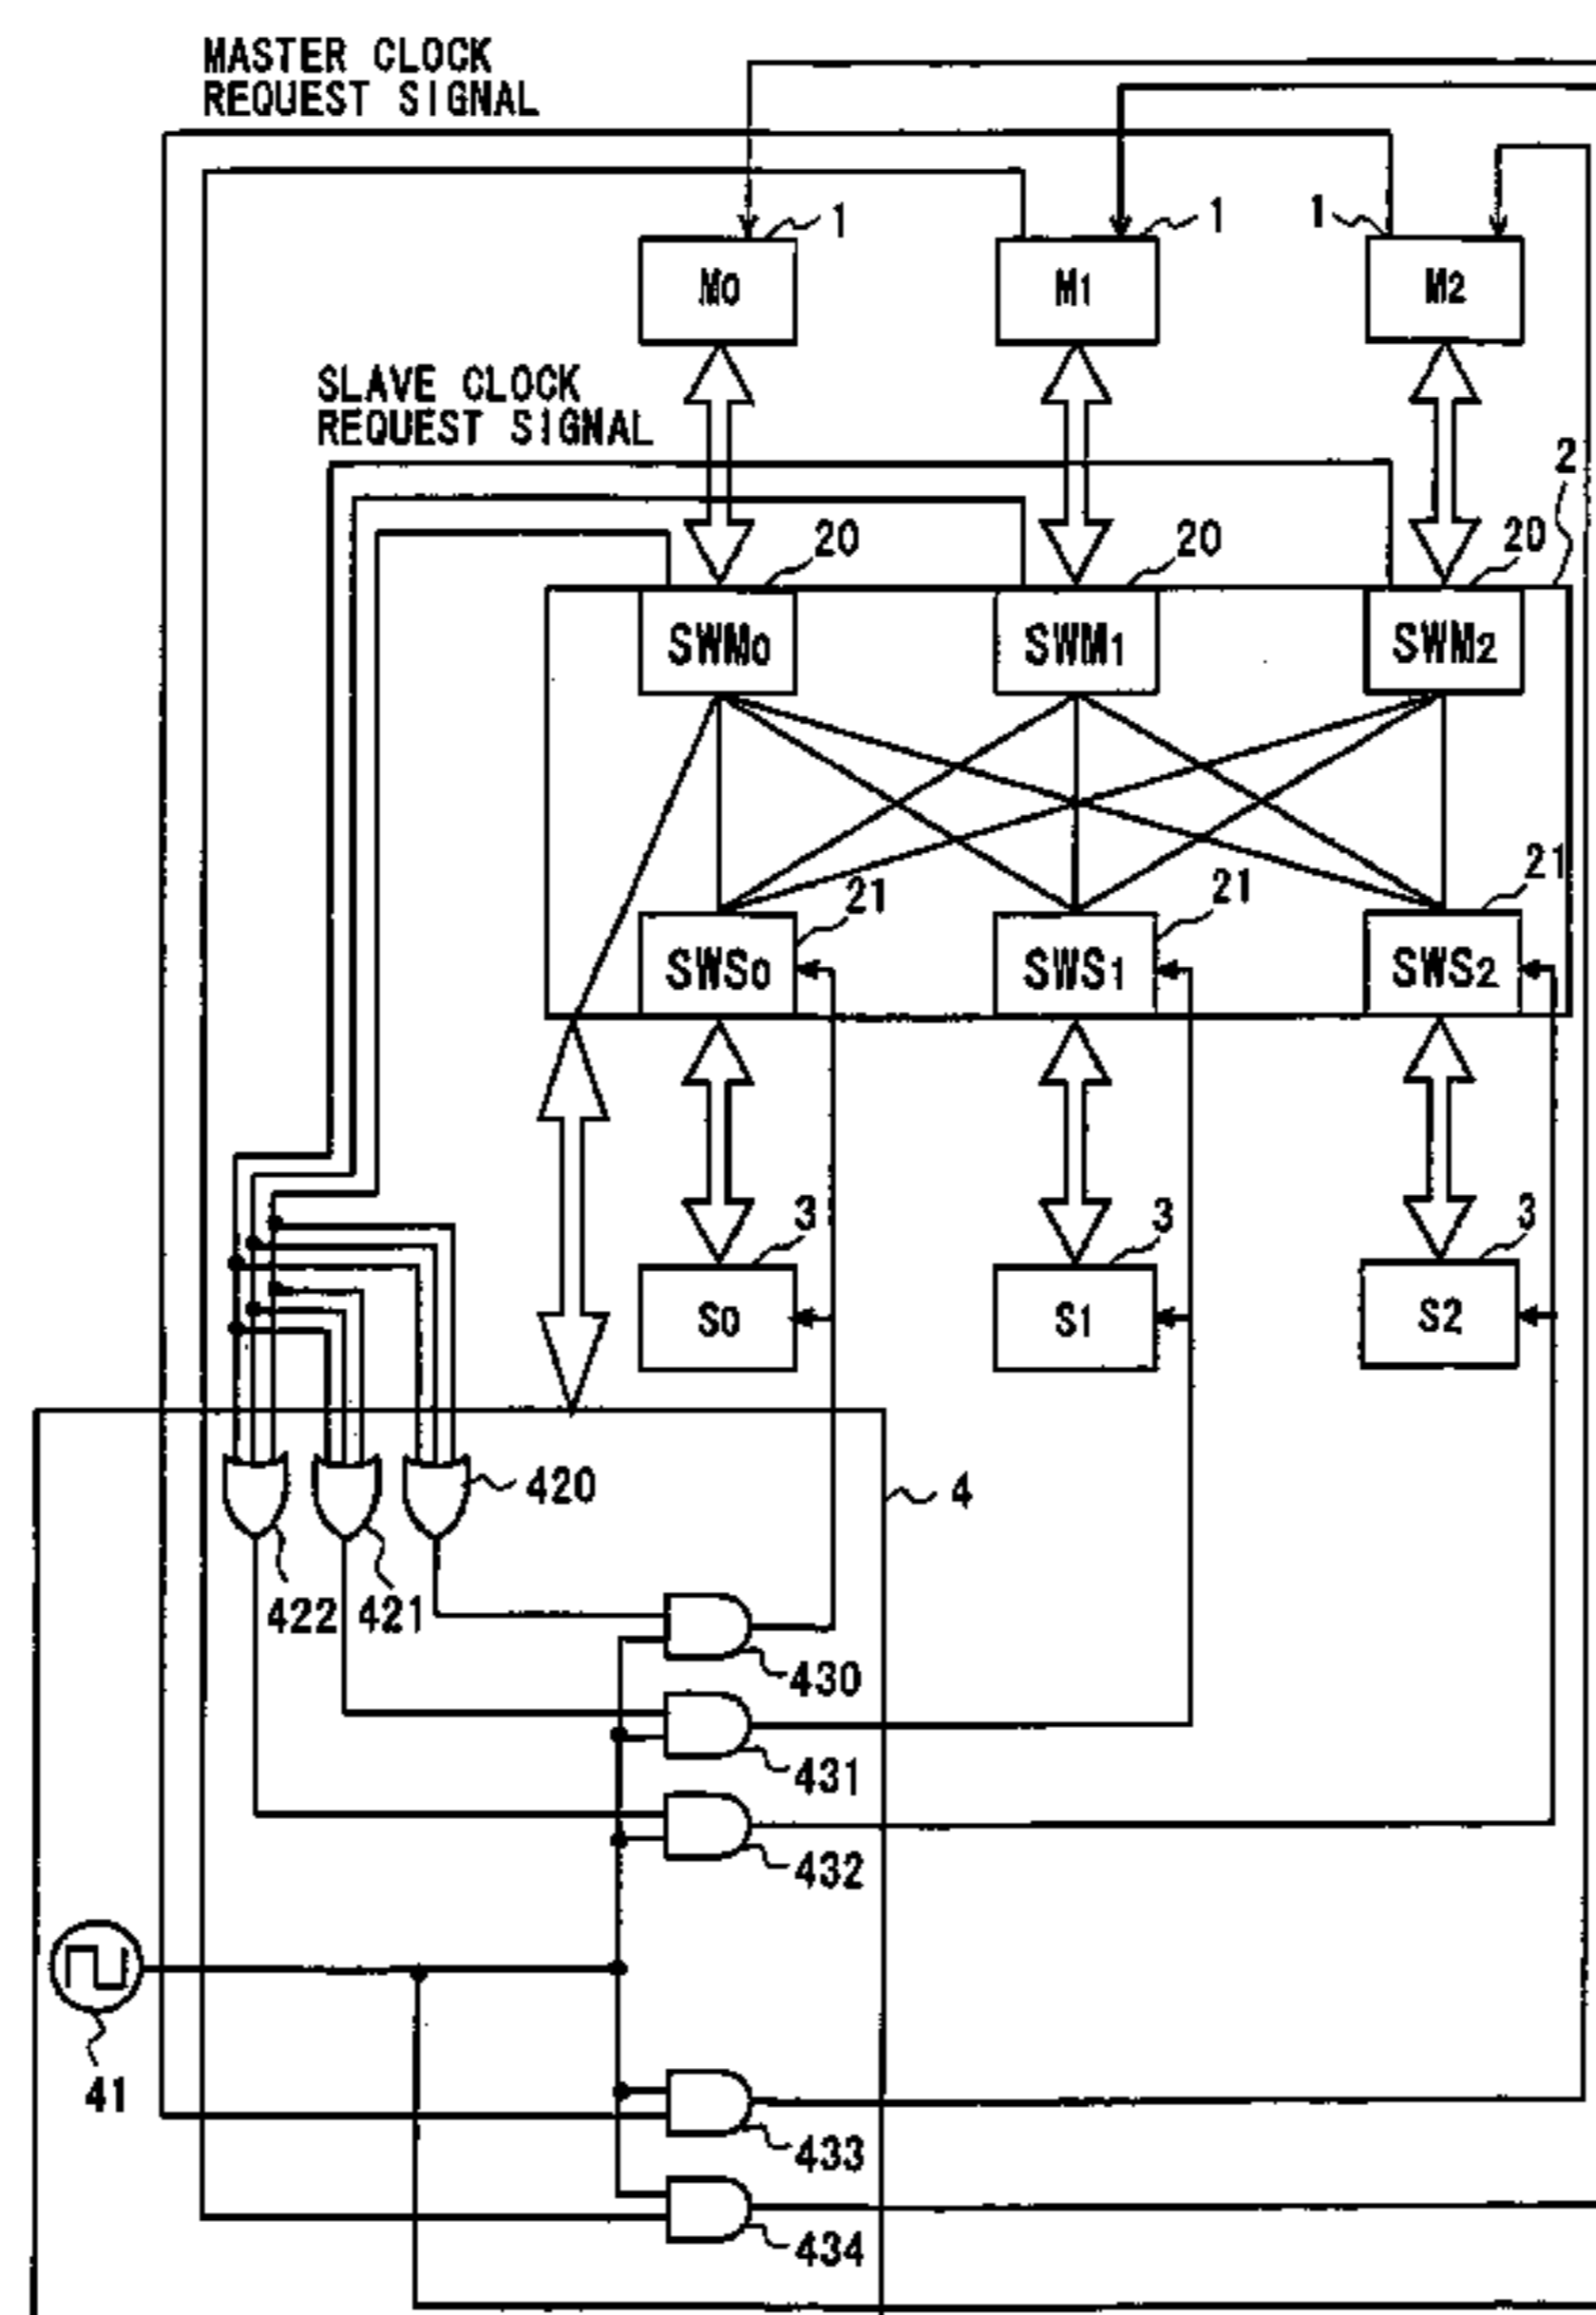 MASTER CLOCK
REQUEST SIGNAL
1
1
1
M0
M1
M2
SLAVE CLOCK
REQUEST SIGNAL
2
20
20
20
SWM0
SWM1
SWM2
21
21
21
SWS0
SWS1
SWS2
3
3
3
S0
S1
S2
420
4
422
421
430
431
432
41
433
434